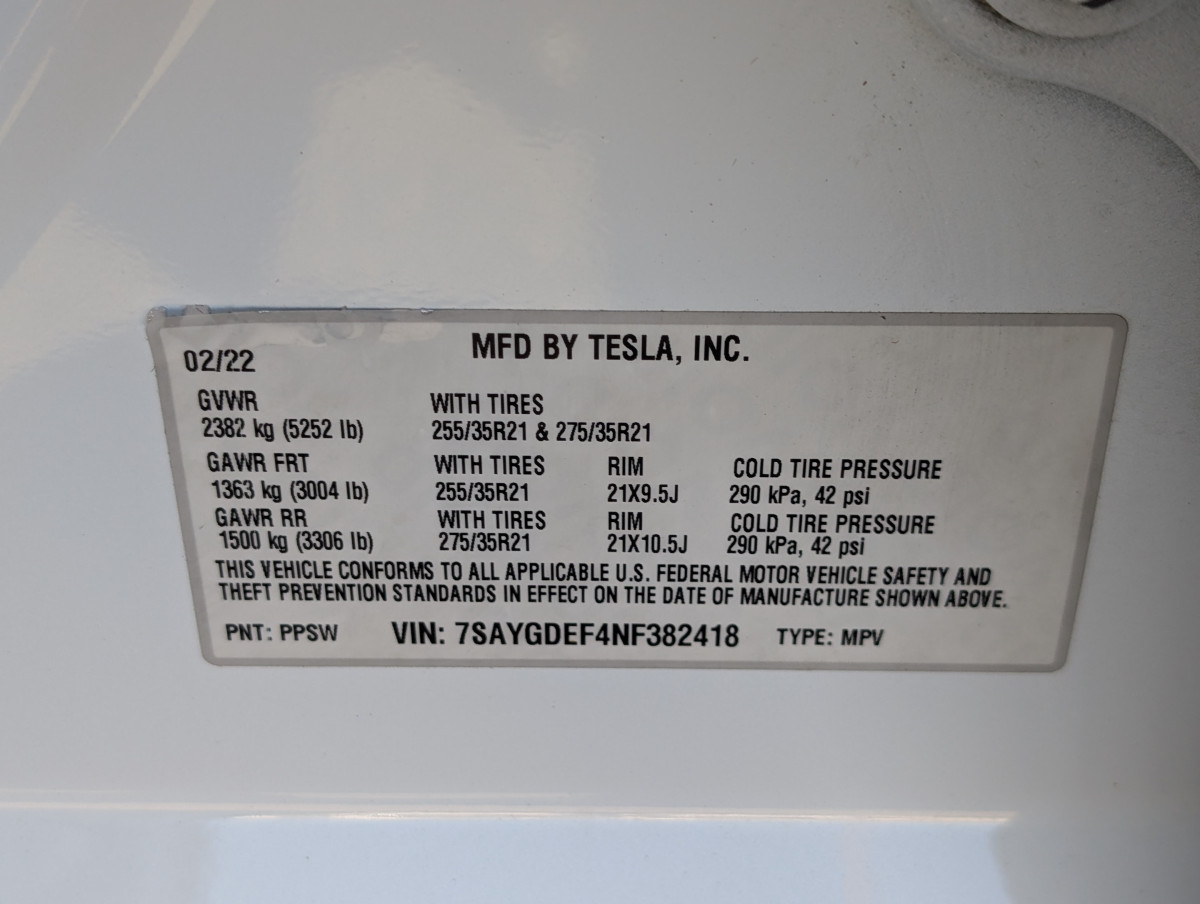 MFD BY TESLA, INC.
02/22
GVWR WITH TIRES
2382 kg (5252 lb) 255/35R21 & 275/35R21
GAWR FRT WITH TIRES RIM COLD TIRE PRESSURE
1363 kg (3004 lb) 255/35R21 21X9.5J 290 kPa, 42 psi
GAWR RR WITH TIRES RIM COLD TIRE PRESSURE
1500 kg (3306 lb) 275/35R21 21X10.5J 290 kPa, 42 psi
THIS VEHICLE CONFORMS TO ALL APPLICABLE U.S. FEDERAL MOTOR VEHICLE SAFETY AND
THEFT PREVENTION STANDARDS IN EFFECT ON THE DATE OF MANUFACTURE SHOWN ABOVE.
PNT: PPSW VIN: 7SAYGDEF4NF382418 TYPE: MPV